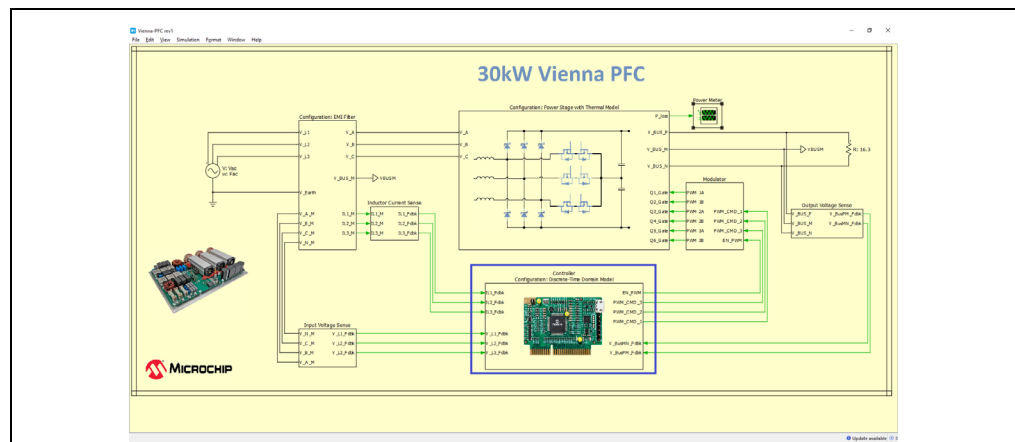 Vienna-PFC rev1
File Edit View Simulation Format Window Help
30kW Vienna PFC
Configuration: EMI Filter
V_L1
V_L2
V_L3
V_Earth
V_A_M
V_B_M
V_C_M
V_N_M
V_A
V_B
V_C
V_BUS_M
VBUSM
V: Vac
w: Fac
Inductor Current Sense
IL1_M IL1_Fdbk
IL2_M IL2_Fdbk
IL3_M IL3_Fdbk
Configuration: Power Stage with Thermal Model
V_A
V_B
V_C
P_loss
V_BUS_P
V_BUS_M
V_BUS_N
Q1_Gate
Q2_Gate
Q3_Gate
Q4_Gate
Q5_Gate
Q6_Gate
Power Meter
VBUSM
R: 16.3
Modulator
PWM 1A
PWM 1B
PWM 2A PWM_CMD_1
PWM 2B PWM_CMD_2
PWM 3A PWM_CMD_3
PWM 3B EN_PWM
Output Voltage Sense
V_BUS_P V_BusPM_Fdbk
V_BUS_M V_BusMN_Fdbk
V_BUS_N
Controller
Configuration: Discrete-Time Domain Model
IL1_Fdbk EN_PWM
IL2_Fdbk PWM_CMD_3
IL3_Fdbk PWM_CMD_2
PWM_CMD_1
V_L1_Fdbk
V_L2_Fdbk V_BusMN_Fdbk
V_L3_Fdbk V_BusPM_Fdbk
Input Voltage Sense
V_N_M V_L1_Fdbk
V_C_M V_L2_Fdbk
V_B_M V_L3_Fdbk
V_A_M
MICROCHIP
Update available